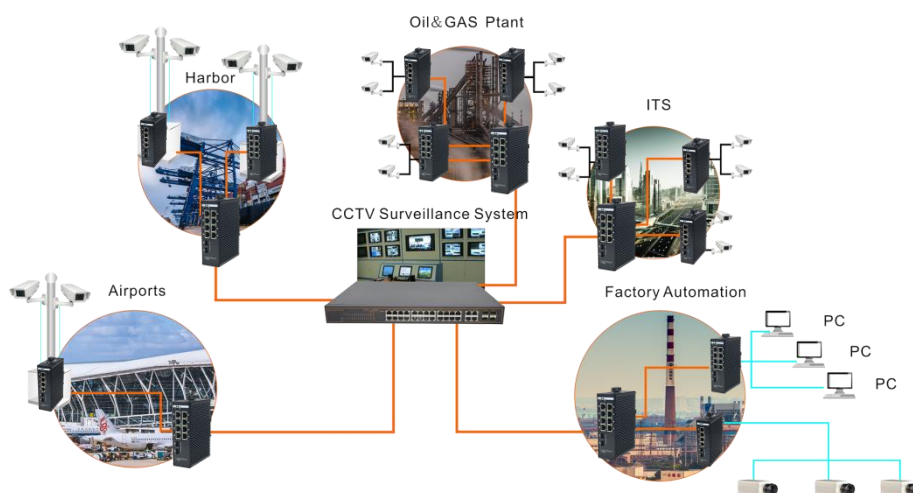 Oil&GAS Ptant
Harbor
ITS
CCTV Surveillance System
Airports
Factory Automation
PC
PC
PC